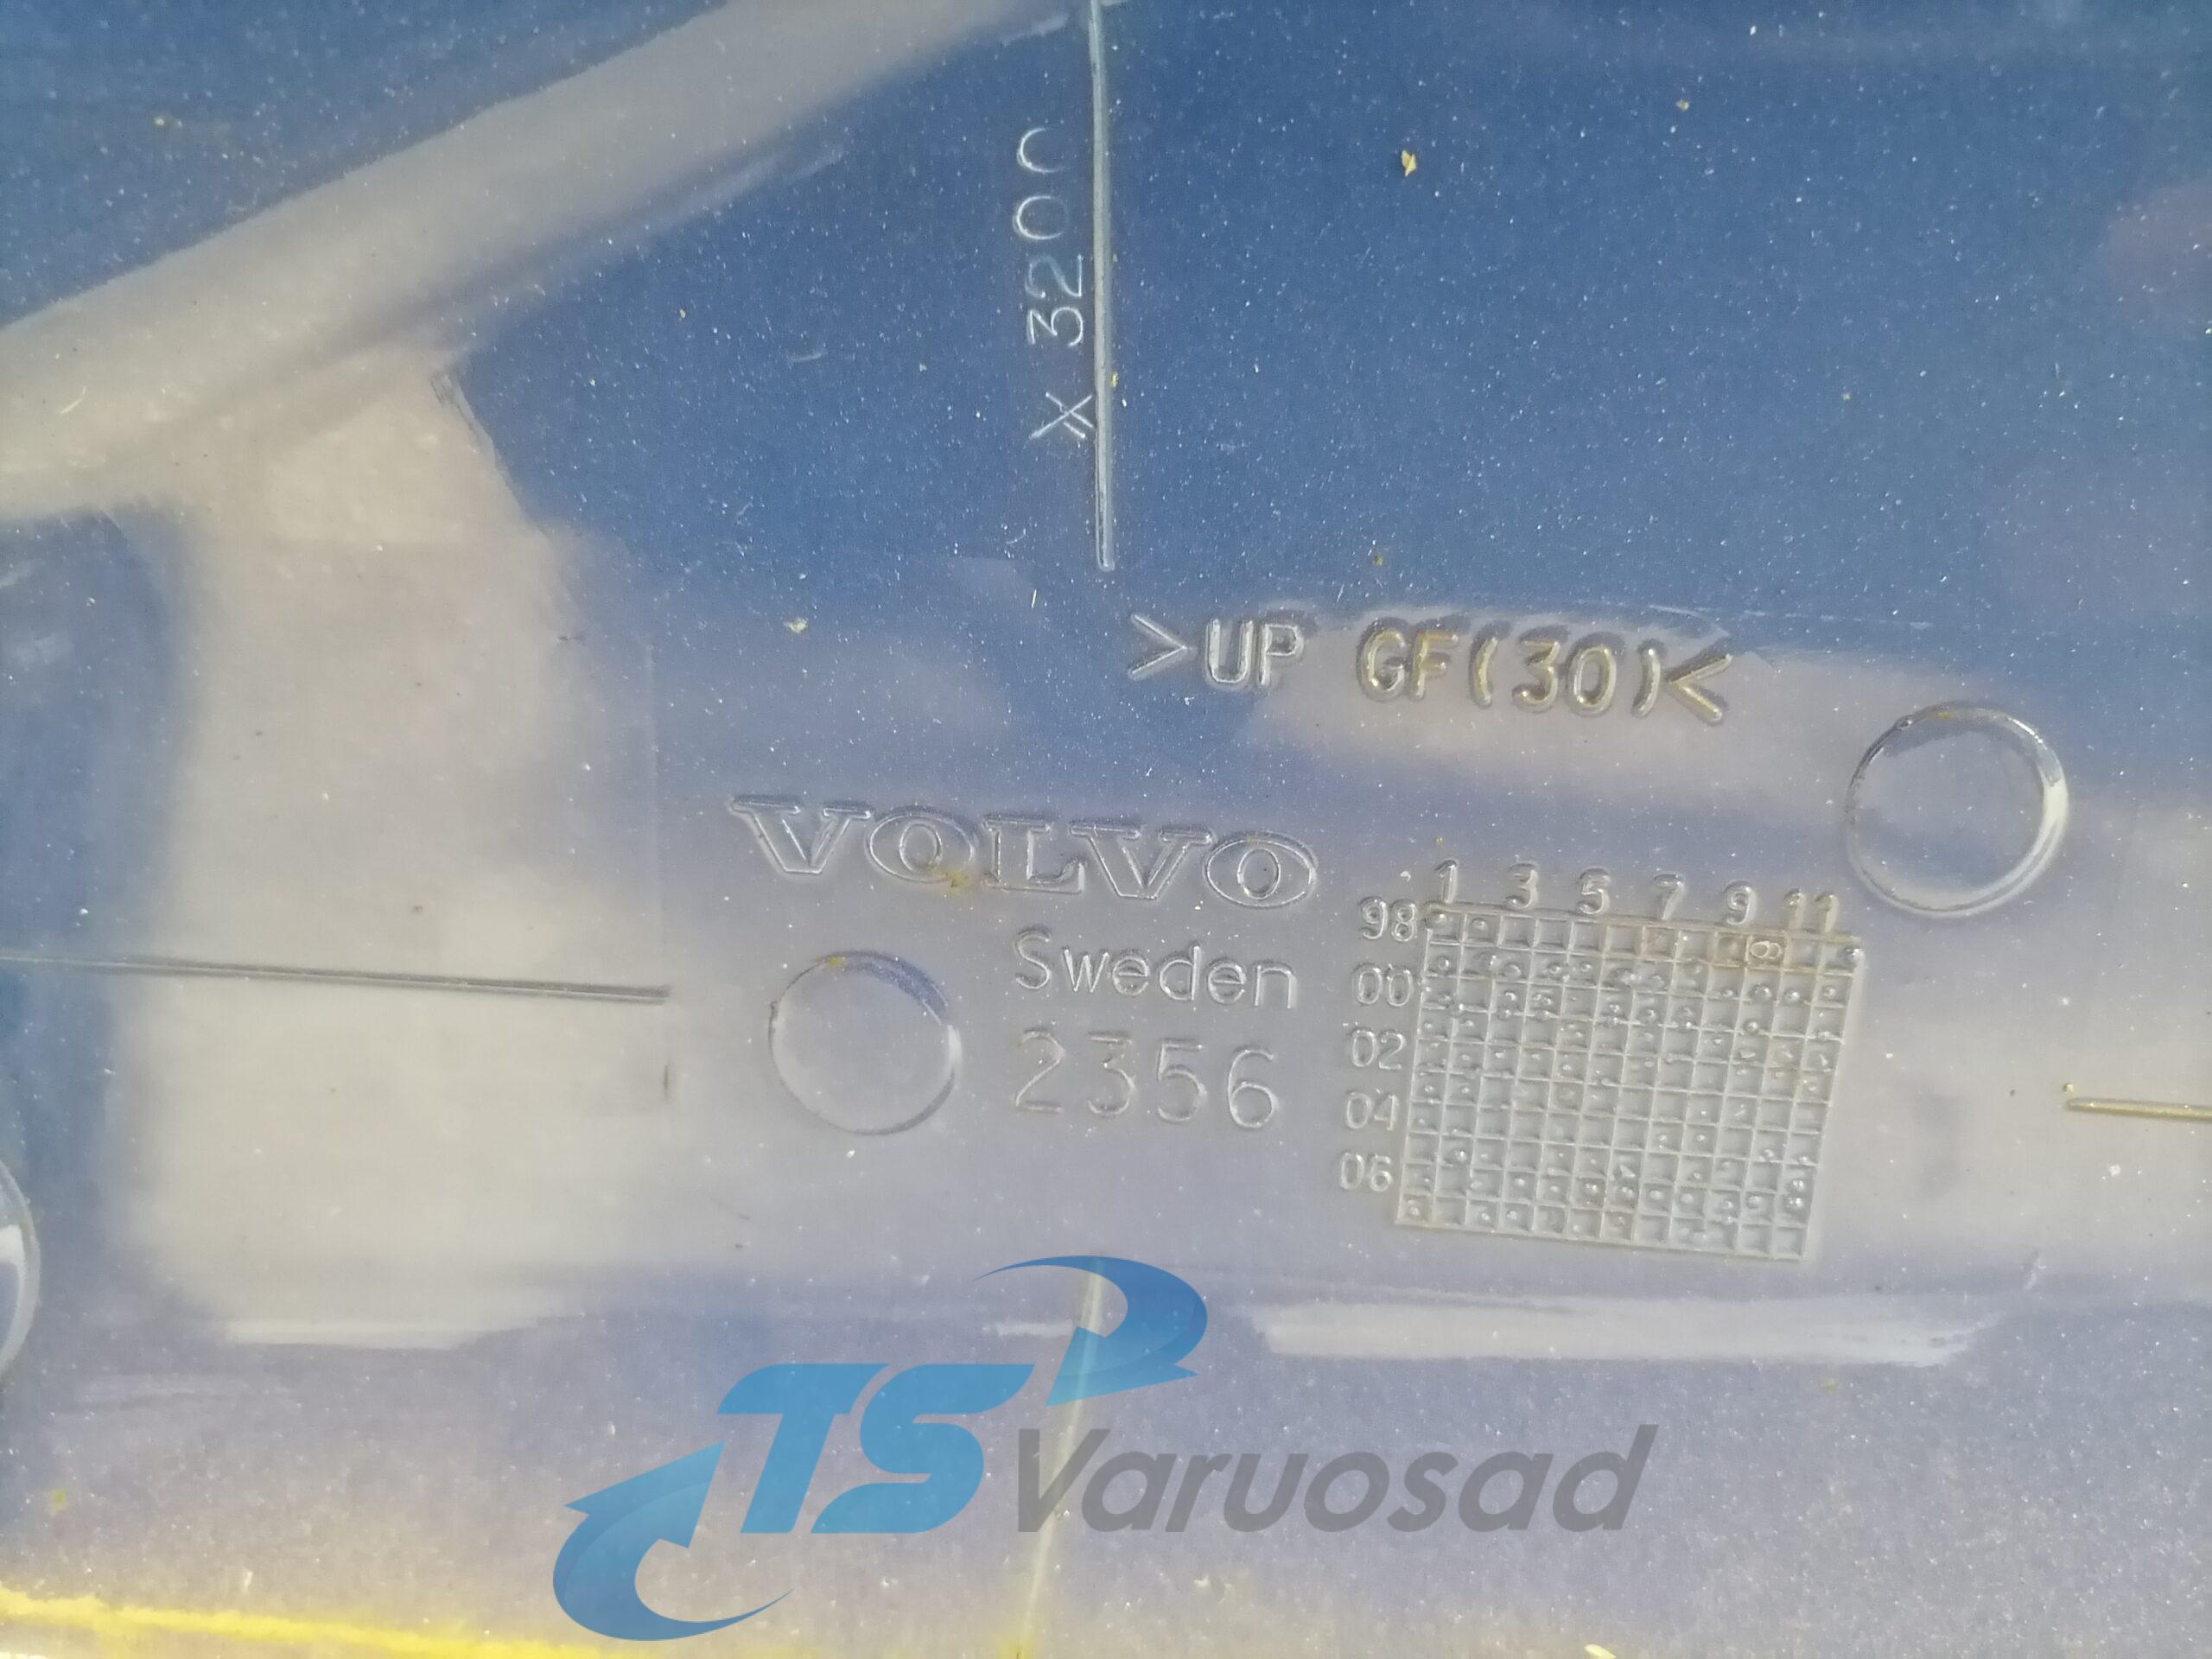 X 3200
>UP GF(30)<
VOLVO
Sweden
2356
1 3 5 7 9 11
98
00
02
04
06
TS Varuosad